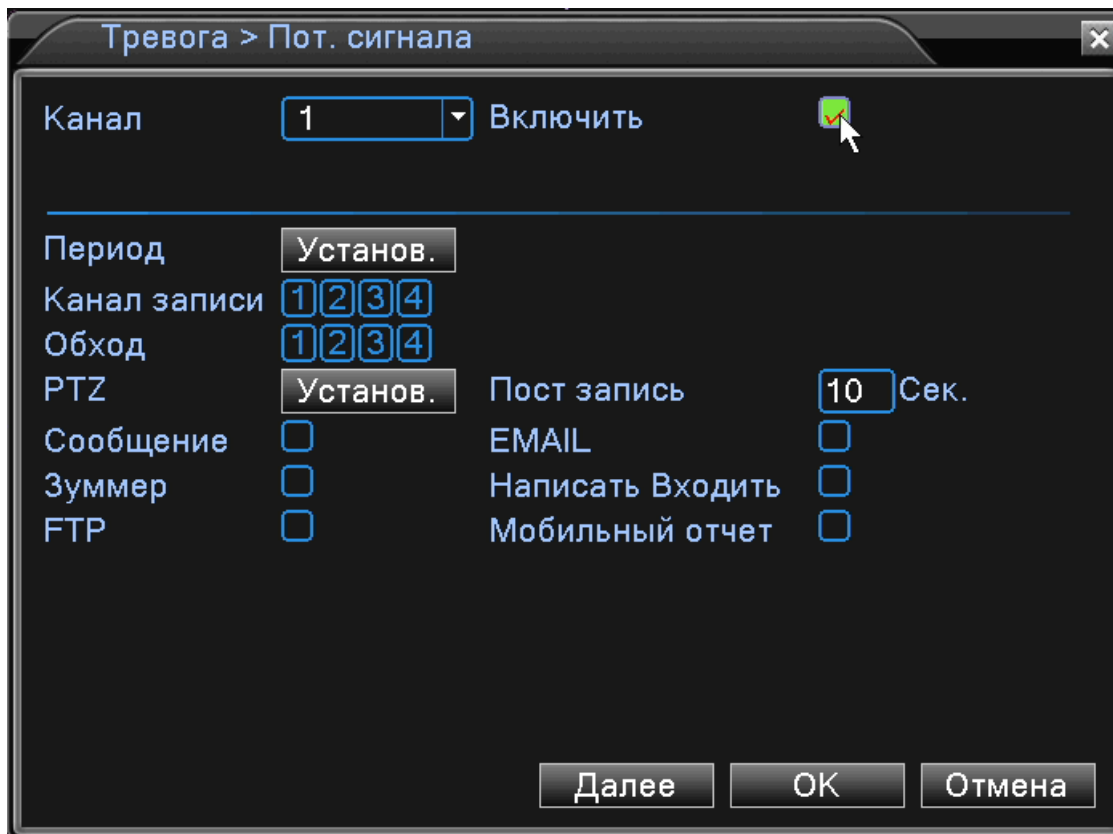 Тревога > Пот. сигнала
Канал 1 Включить
Период Установ.
Канал записи 1 2 3 4
Обход 1 2 3 4
PTZ Установ. Пост запись 10 Сек.
Сообщение EMAIL
Зуммер Написать Входить
FTP Мобильный отчет
Далее OK Отмена